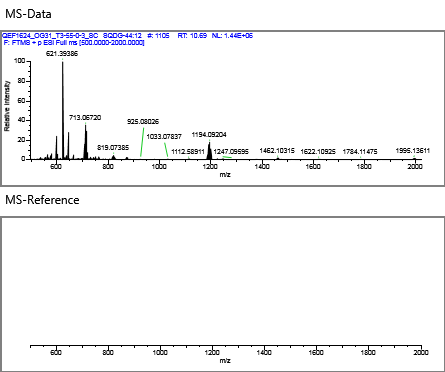 MS-Data
QEF1624_OG31_T3-55-0-3_SC SQDG-44:12 #: 1105 RT: 10.69 NL: 1.44E+06
F: FTMS + p ESI Full ms [500.0000-2000.0000]
621.39386
100
80
713.06720
925.08026
60
1194.09204
1033.07837
40
819.07385
20
1112.58911 1247.09595 1462.10315 1622.10925 1784.11475 1995.13611
0
Relative Intensity
600 800 1000 1200 1400 1600 1800 2000
m/z
MS-Reference
600 800 1000 1200 1400 1600 1800 2000
m/z